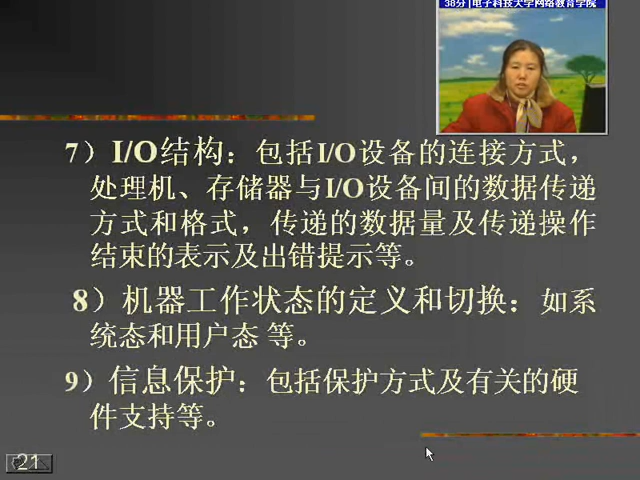 38分|电子科技大学网络教育学院
7）I/O结构：包括I/O设备的连接方式，
处理机、存储器与I/O设备间的数据传递
方式和格式，传递的数据量及传递操作
结束的表示及出错提示等。
8）机器工作状态的定义和切换：如系
统态和用户态 等。
9）信息保护：包括保护方式及有关的硬
件支持等。
21